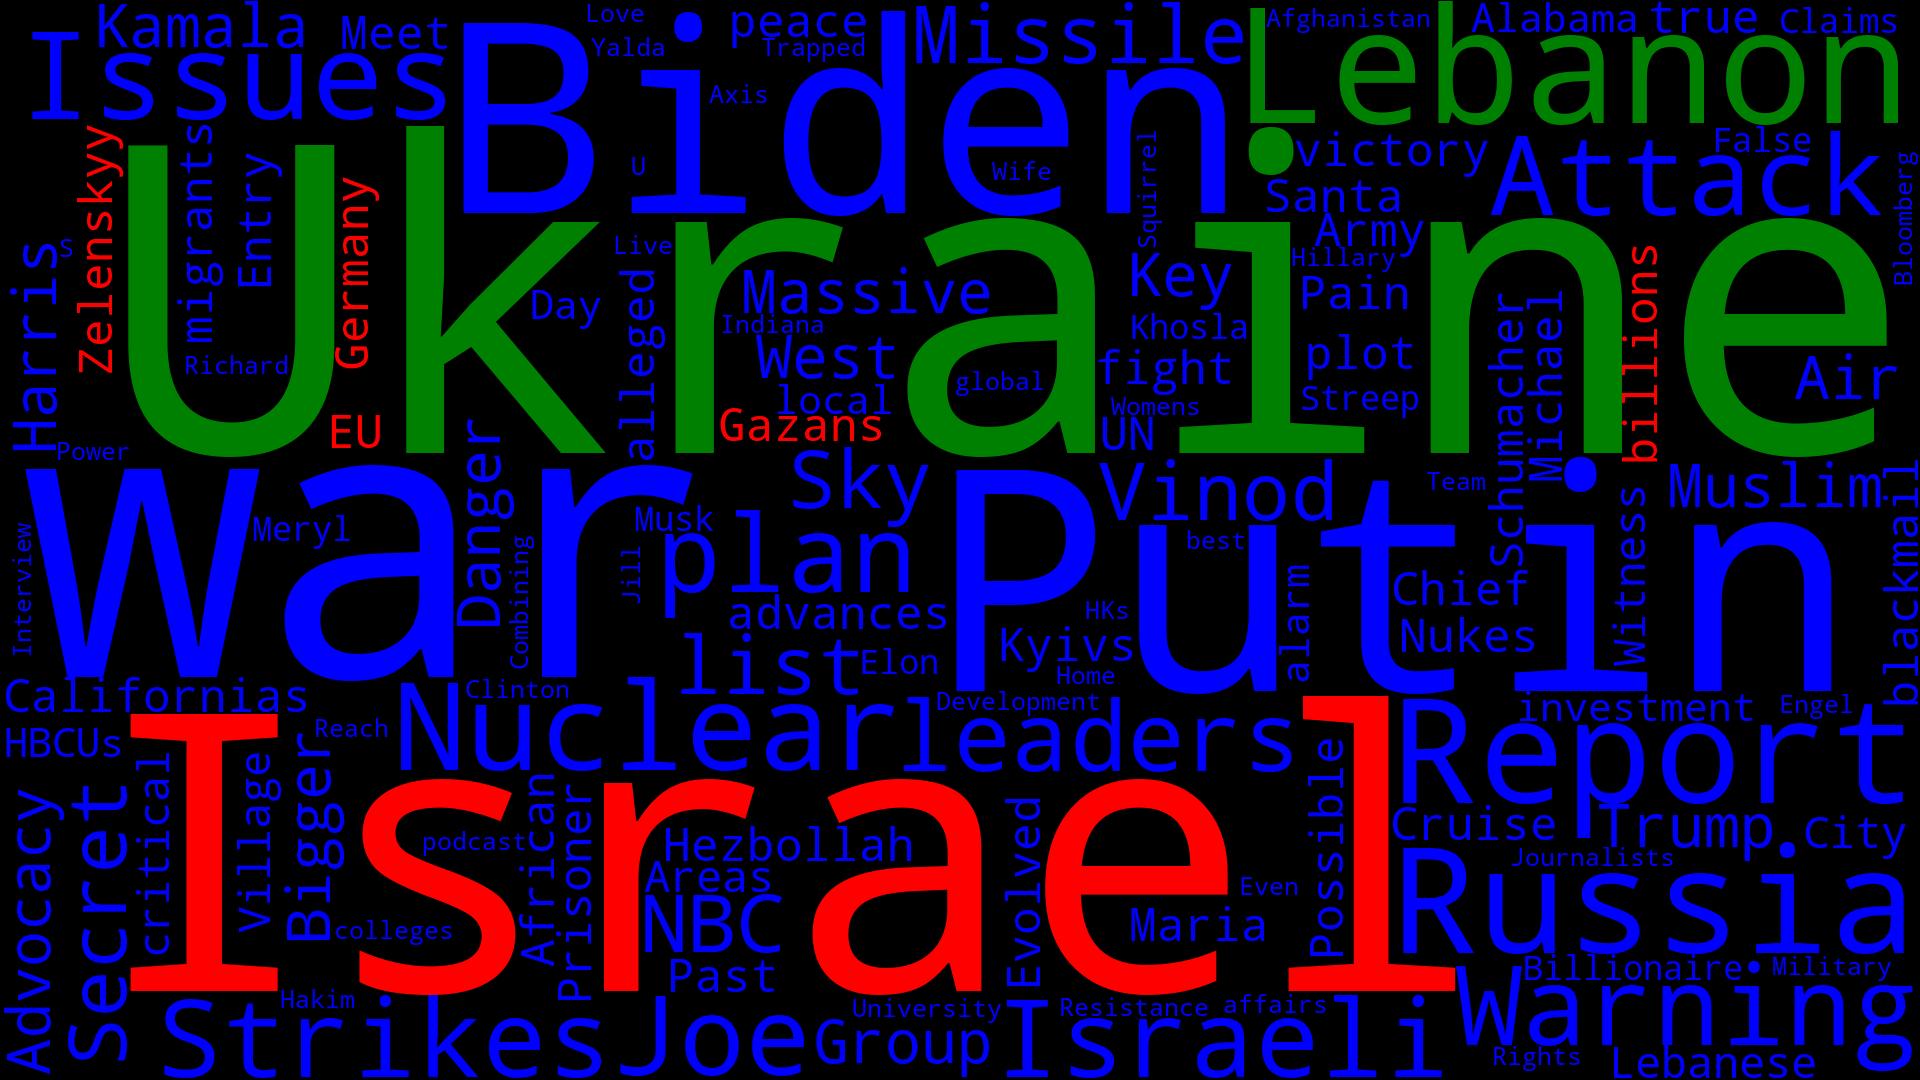 Kamala
Meet
Love
peace
Missile
Afghanistan
Alabama
true
Claims
Issues
Biden
Yalda
Trapped
Lebanon
Axis
Zelenskyy
migrants
Entry
Germany
U
Wife
Squirrel
victory
Attack
False
Bloomberg
Santa
Harris
S
Ukraine
Live
Army
Hillary
billions
Day
alleged
Massive
Key
Pain
Schumacher
Michael
Indiana
Khosla
Richard
West
fight
plot
Air
local
global
Streep
EU
Gazans
Womens
UN
Power
Danger
Sky
Vinod
Team
Muslim
blackmail
war
Putin
Interview
Meryl
Combining
Musk
plan
best
Witness
Jill
alarm
Chief
advances
HKs
Nukes
Kyivs
list
Elon
Home
Californias
Clinton
Development
investment
Engel
HBCUs
Reach
Nuclear
leaders
Report
Israel
Advocacy
Secret
critical
Village
Bigger
African
Prisoner
Evolved
Possible
podcast
Hezbollah
Cruise
Trump
City
Areas
Even
Journalists
colleges
NBC
Maria
Russia
Past
Billionaire
Military
Hakim
University
Resistance
affairs
Warning
Strikes
Joe
Group
Israeli
Rights
Lebanese